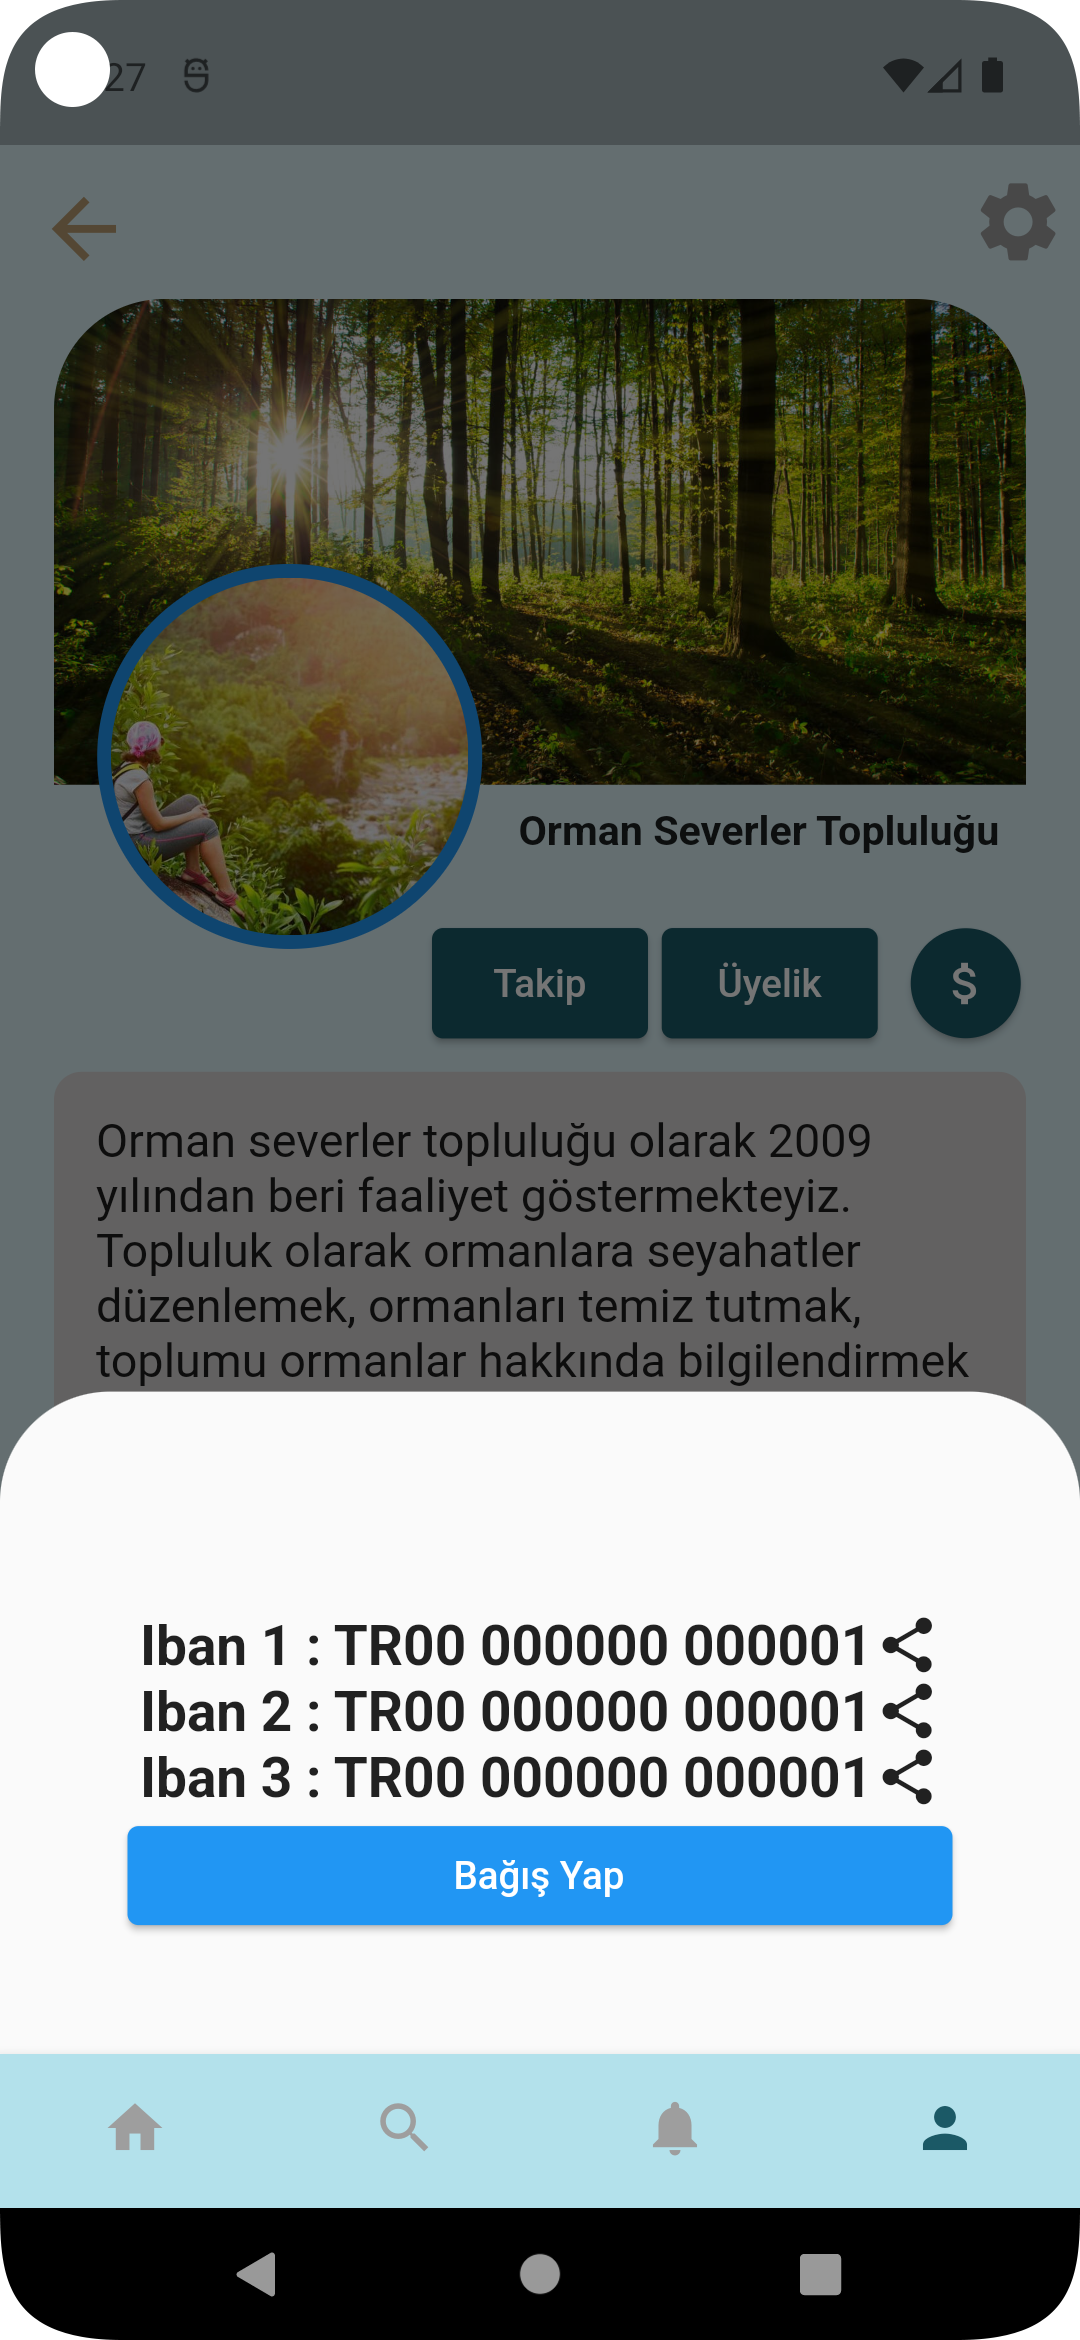 27
Orman Severler Topluluğu
Takip
Üyelik
$
Orman severler topluluğu olarak 2009
yılından beri faaliyet göstermekteyiz.
Topluluk olarak ormanlara seyahatler
düzenlemek, ormanları temiz tutmak,
toplumu ormanlar hakkında bilgilendirmek
Iban 1 : TR00 000000 000001
Iban 2 : TR00 000000 000001
Iban 3 : TR00 000000 000001
Bağış Yap